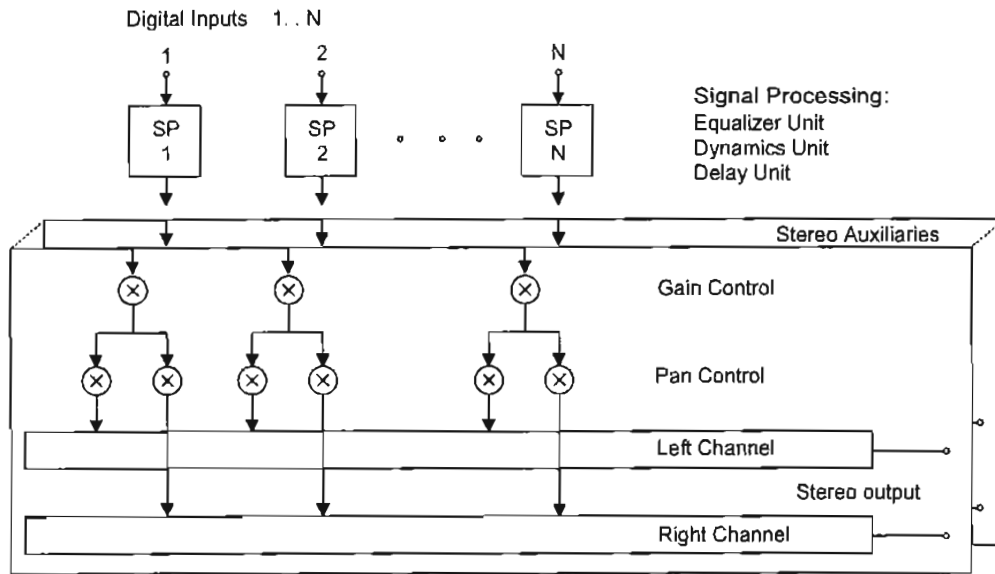 Digital Inputs 1 . . N
1
2
N
SP
1
SP
2
SP
N
Signal Processing:
Equalizer Unit
Dynamics Unit
Delay Unit
Stereo Auxiliaries
Gain Control
Pan Control
Left Channel
Stereo output
Right Channel